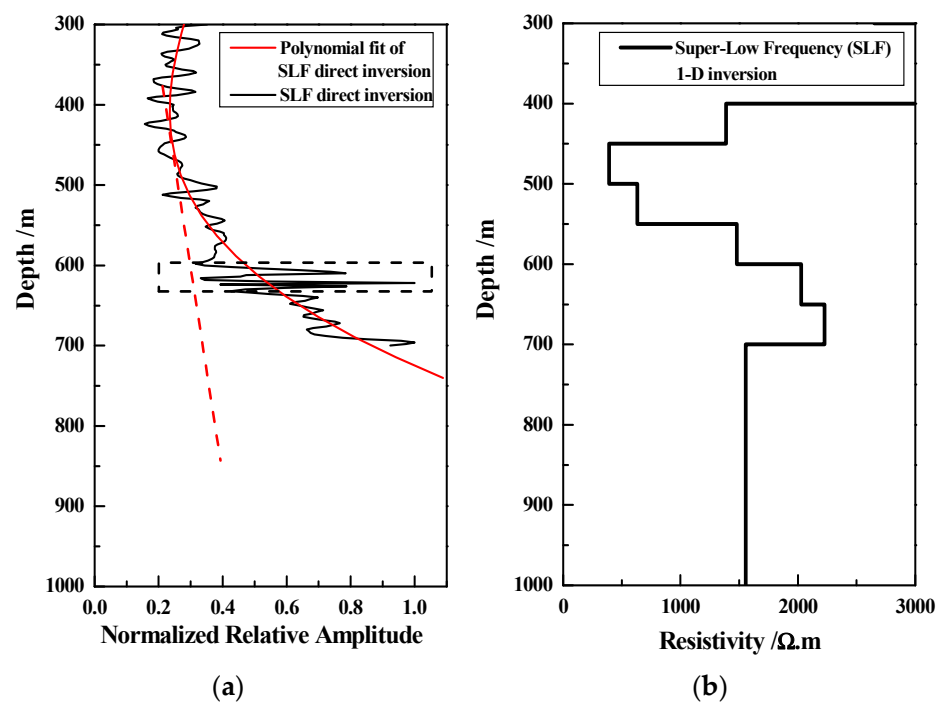 300
400
500
600
700
800
900
1000
Depth /m
Polynomial fit of
SLF direct inversion
SLF direct inversion
0.0 0.2 0.4 0.6 0.8 1.0
Normalized Relative Amplitude
(a)
300
400
500
600
700
800
900
1000
Depth /m
Super-Low Frequency (SLF)
1-D inversion
0 1000 2000 3000
Resistivity /Ω.m
(b)